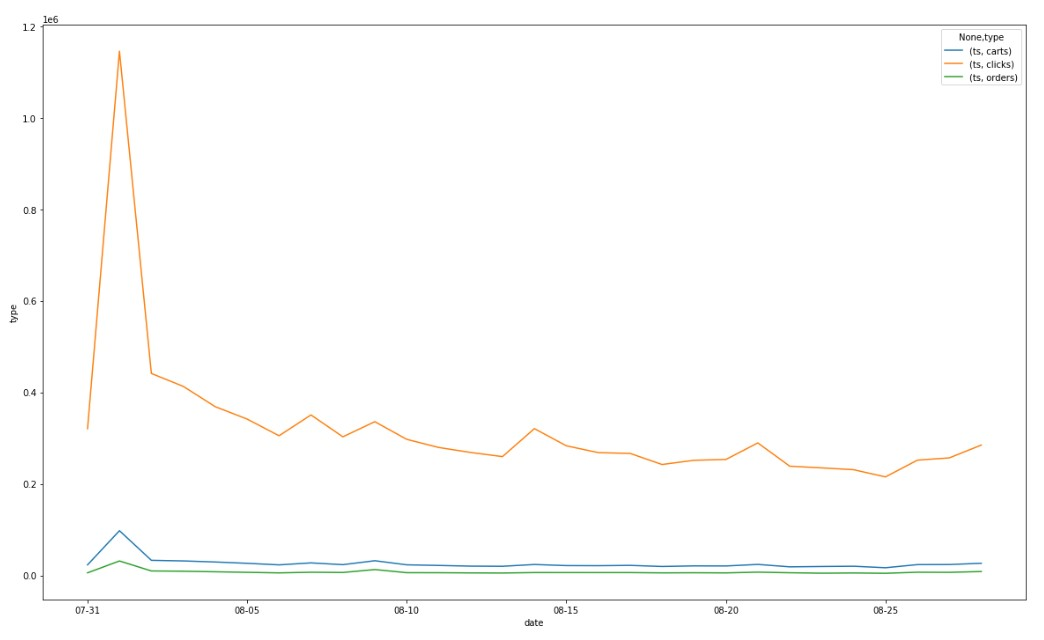 1e6
1.2
1.0
0.8
0.6
0.4
0.2
0.0
type
None,type
(ts, carts)
(ts, clicks)
(ts, orders)
07-31 08-05 08-10 08-15 08-20 08-25
date